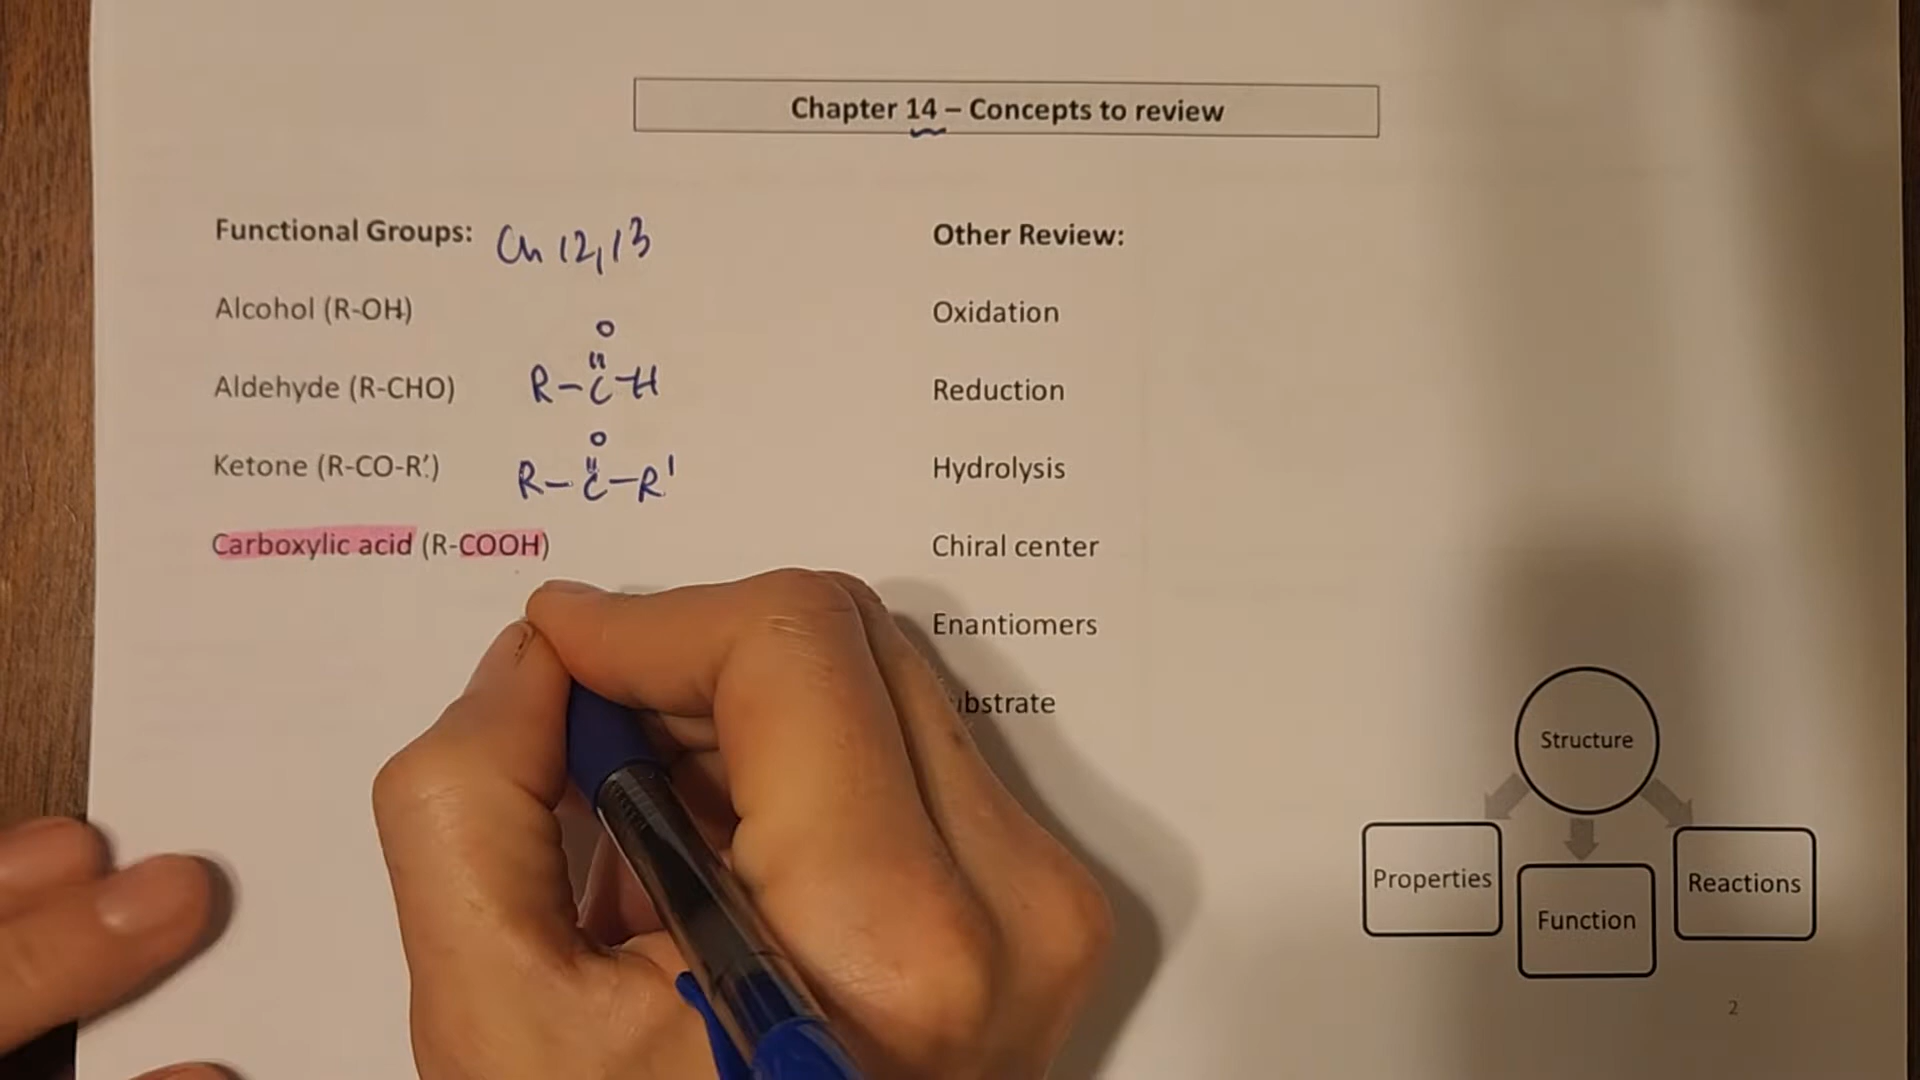 Chapter 14 – Concepts to review
Functional Groups: Ch 12,13
Alcohol (R-OH)
Aldehyde (R-CHO)
O
R-C-H
Ketone (R-CO-R')
O
R-C-R'
Carboxylic acid (R-COOH)
Other Review:
Oxidation
Reduction
Hydrolysis
Chiral center
Enantiomers
Structure
Properties
Function
Reactions
2